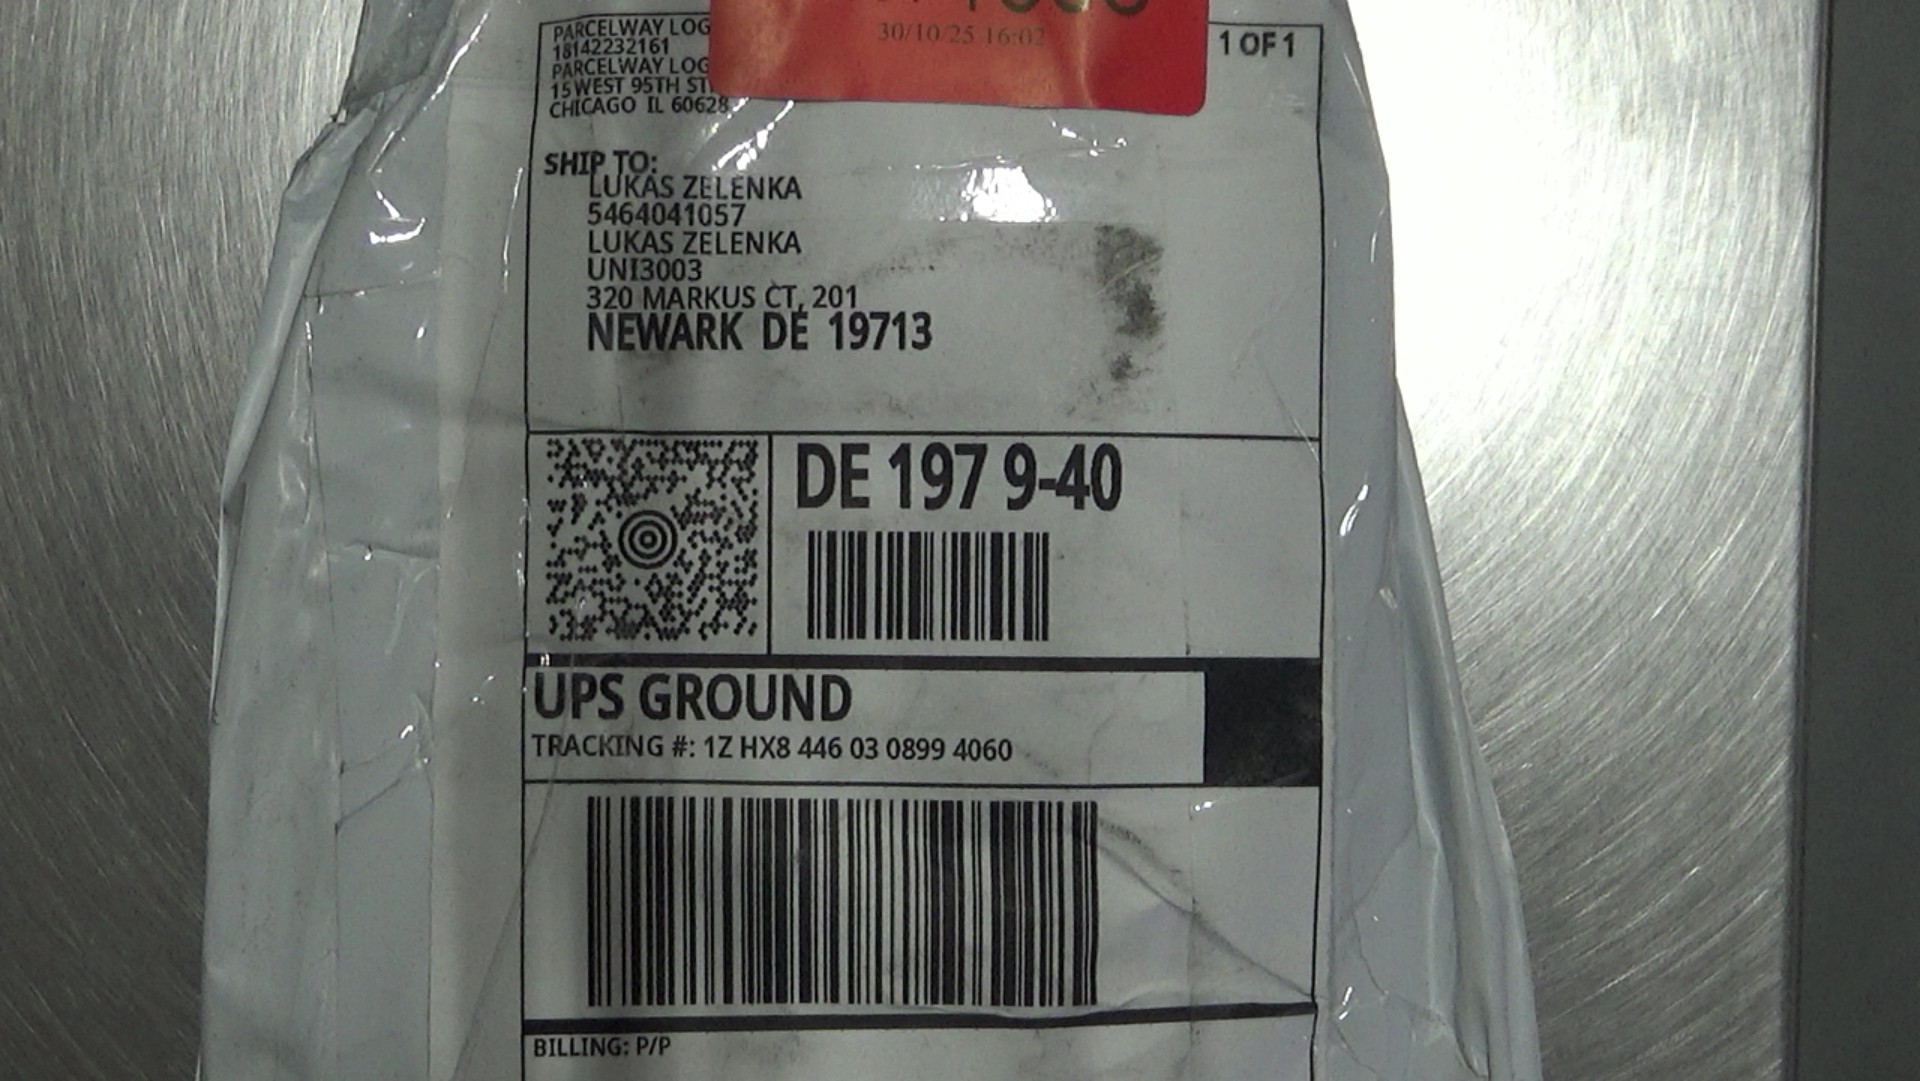 30/10/25 16:02
PARCELWAY LOG
18142232161
PARCELWAY LOG
15 WEST 95TH
CHICAGO IL 60628
1 OF 1
SHIP TO:
LUKAS ZELENKA
5464041057
LUKAS ZELENKA
UNI3003
320 MARKUS CT, 201
NEWARK DE 19713
DE 197 9-40
UPS GROUND
TRACKING #: 1Z HX8 446 03 0899 4060
BILLING: P/P